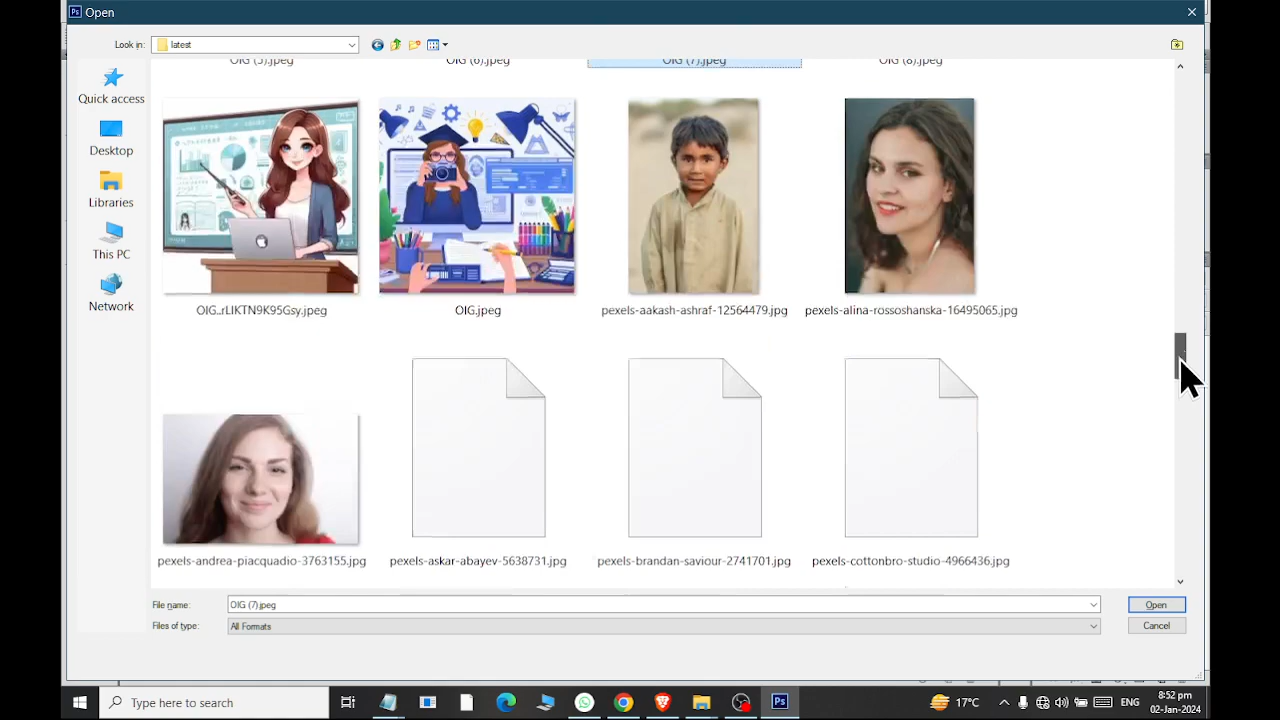 Ps Open
Look in: latest
OIG (5).jpeg OIG (6).jpeg OIG (7).jpeg OIG (8).jpeg
Quick access
Desktop
Libraries
This PC
Network
OIG_.rLIKTN9K95Gsy.jpeg OIG.jpeg pexels-aakash-ashraf-12564479.jpg pexels-alina-rossoshanska-16495065.jpg
pexels-andrea-piacquadio-3763155.jpg pexels-askar-abayev-5638731.jpg pexels-brandan-saviour-2741701.jpg pexels-cottonbro-studio-4966436.jpg
File name: OIG (7).jpeg Open
Files of type: All Formats Cancel
Type here to search Ps 17°C ENG 8:52 pm
02-Jan-2024